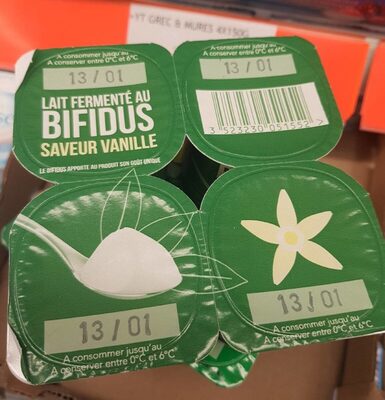 YT GREC & MURES 4X150G
A consommer jusqu'au
A conserver entre 0°C et 6°C
13/01
LAIT FERMENTÉ AU
BIFIDUS
SAVEUR VANILLE
LE BIFIDUS APPORTE AU PRODUIT SON GOÛT UNIQUE
A consommer jusqu'au
A conserver entre 0°C et 6°C
13/01
3 523230 051552 >
13/01
A consommer jusqu'au
A conserver entre 0°C et 6°C
13/01
A consommer jusqu'au
A conserver entre 0°C et 6°C